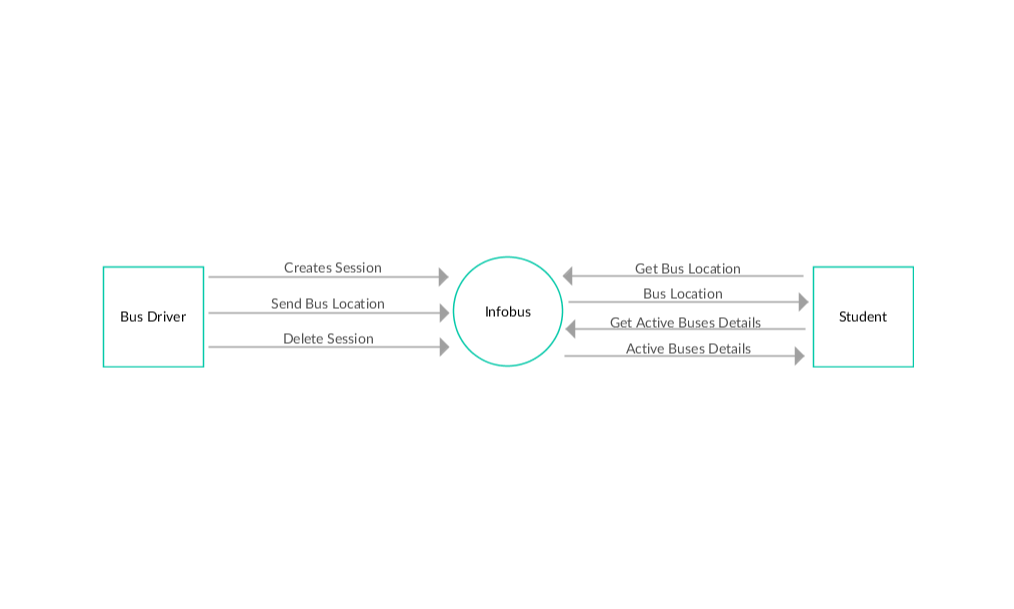 Creates Session
Send Bus Location
Delete Session
Bus Driver
Infobus
Get Bus Location
Bus Location
Get Active Buses Details
Active Buses Details
Student